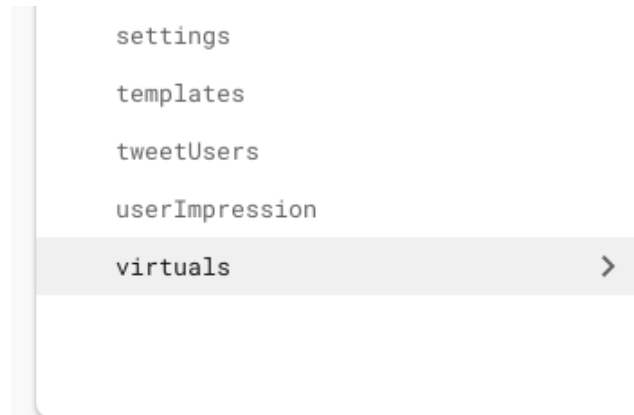 settings
templates
tweetUsers
userImpression
virtuals